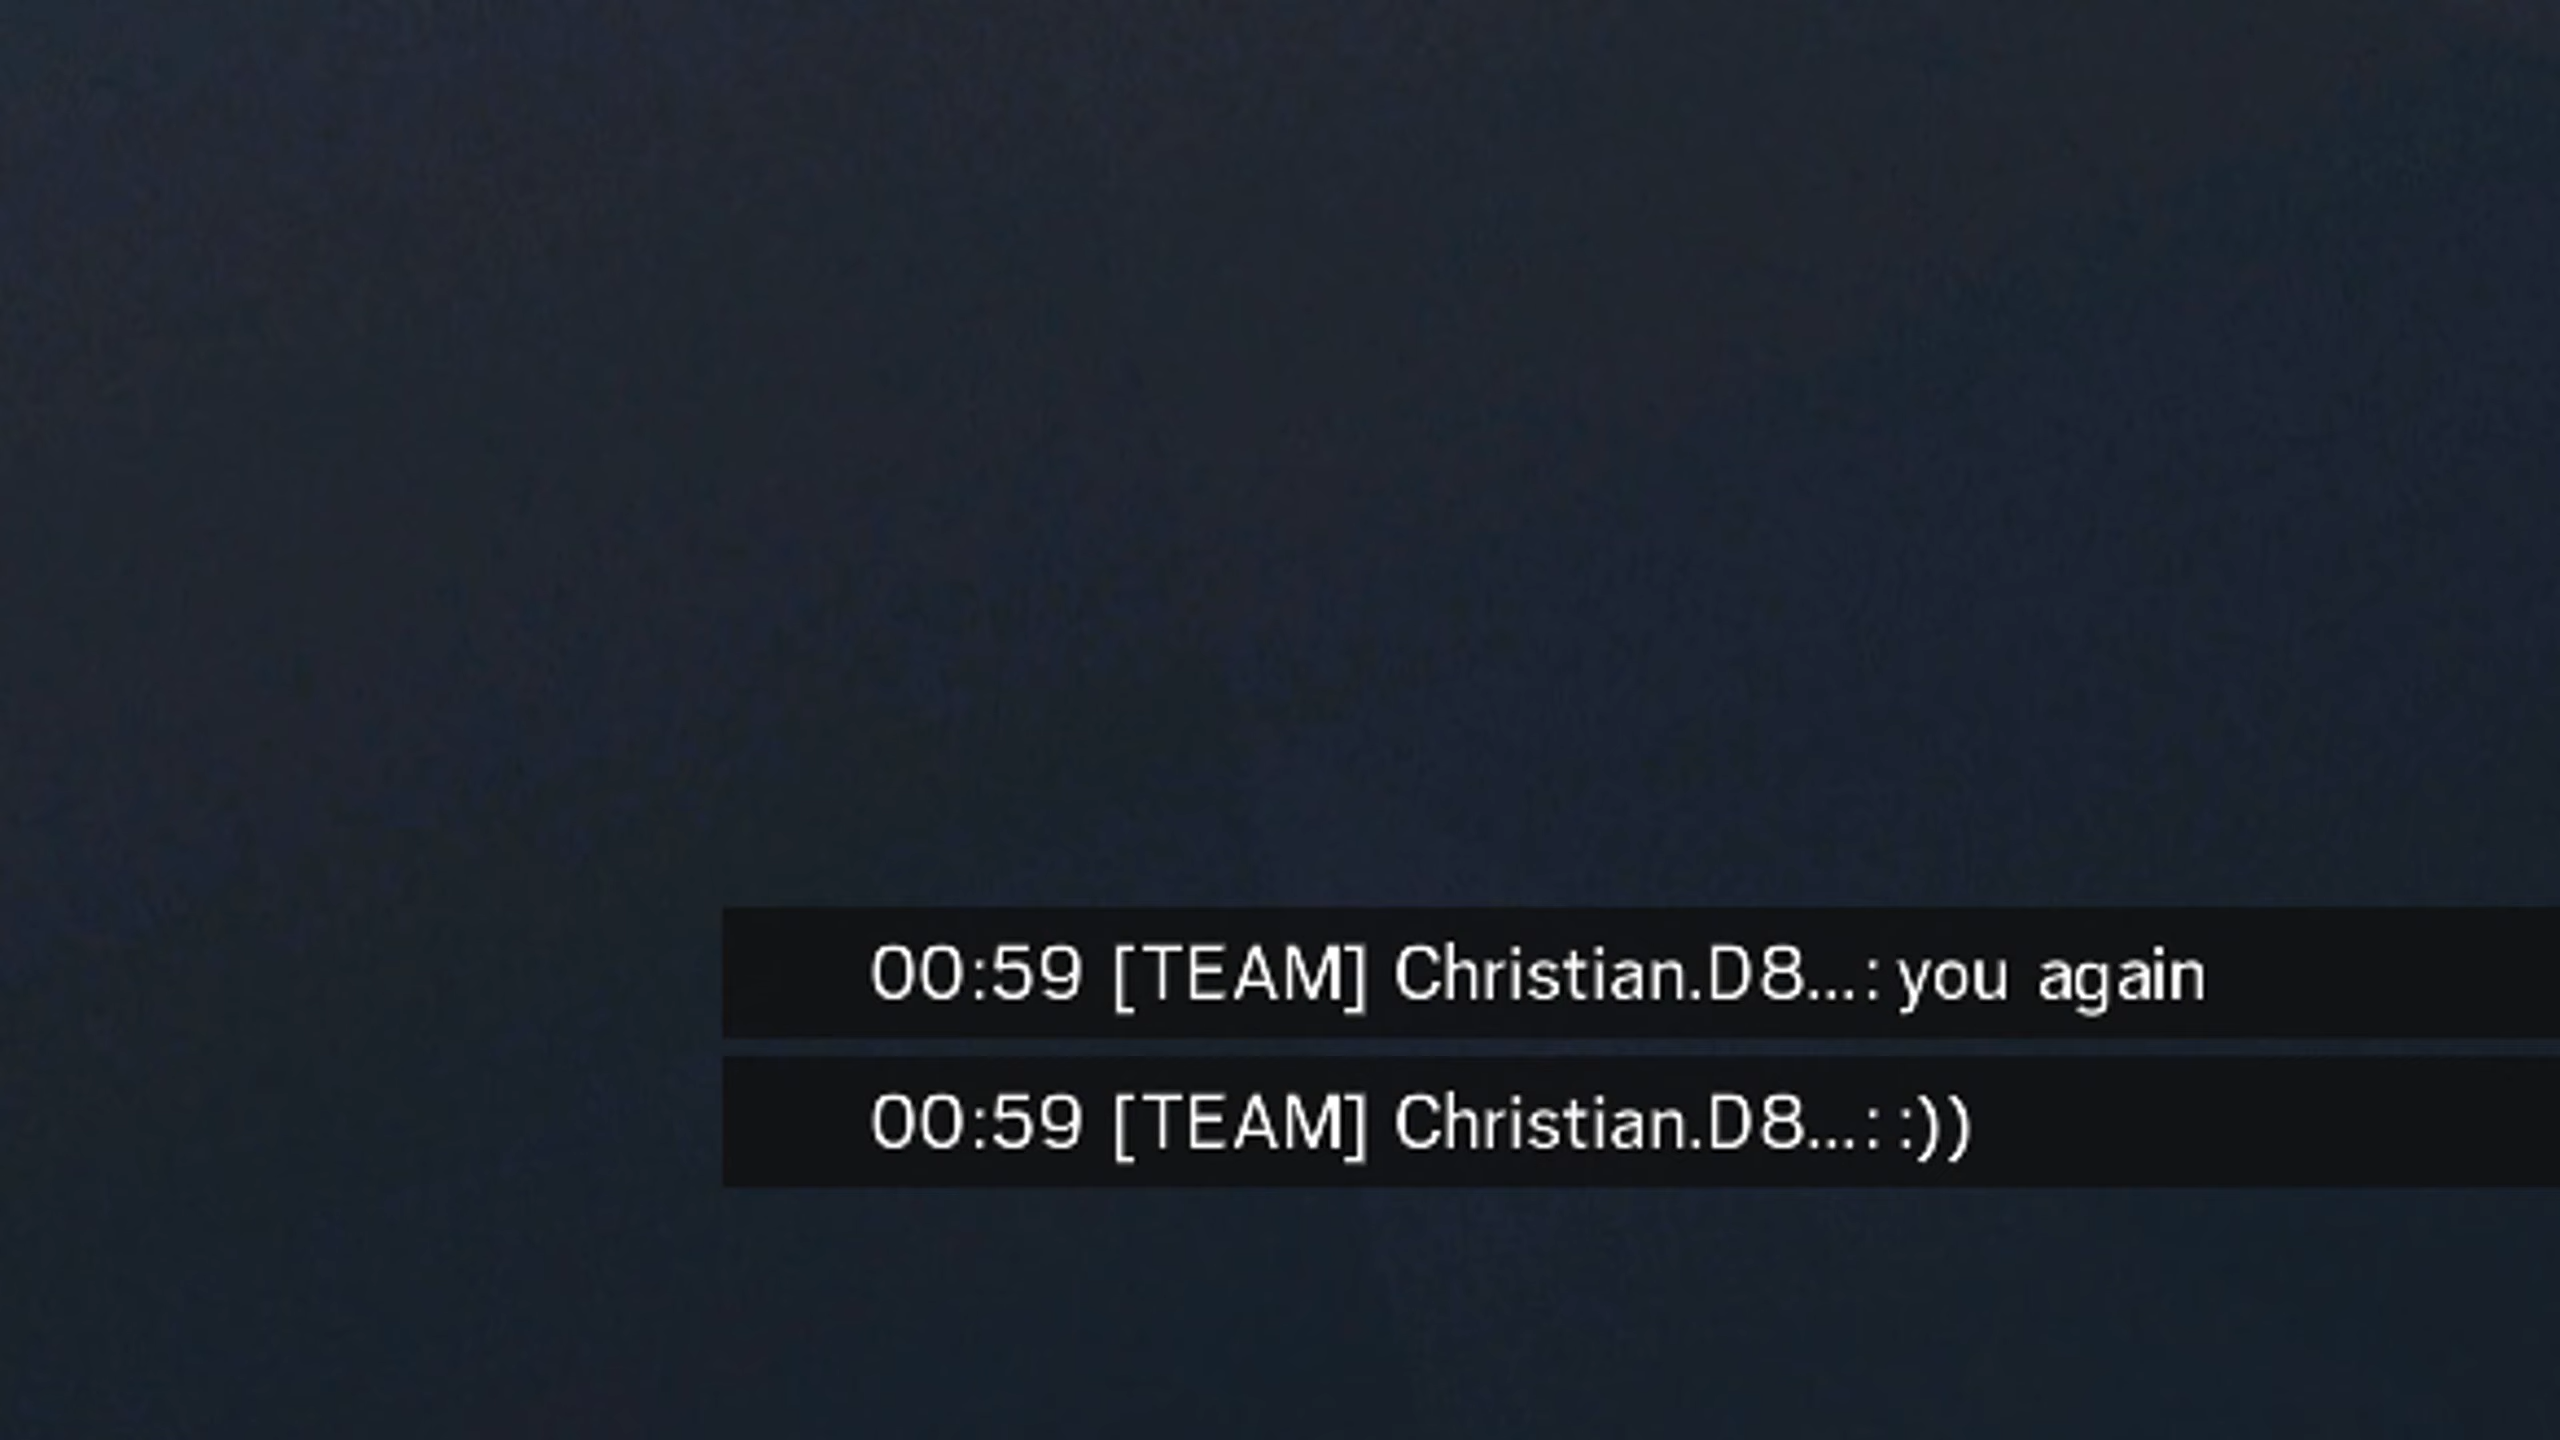 00:59 [TEAM] Christian.D8...: you again
00:59 [TEAM] Christian.D8...: :))